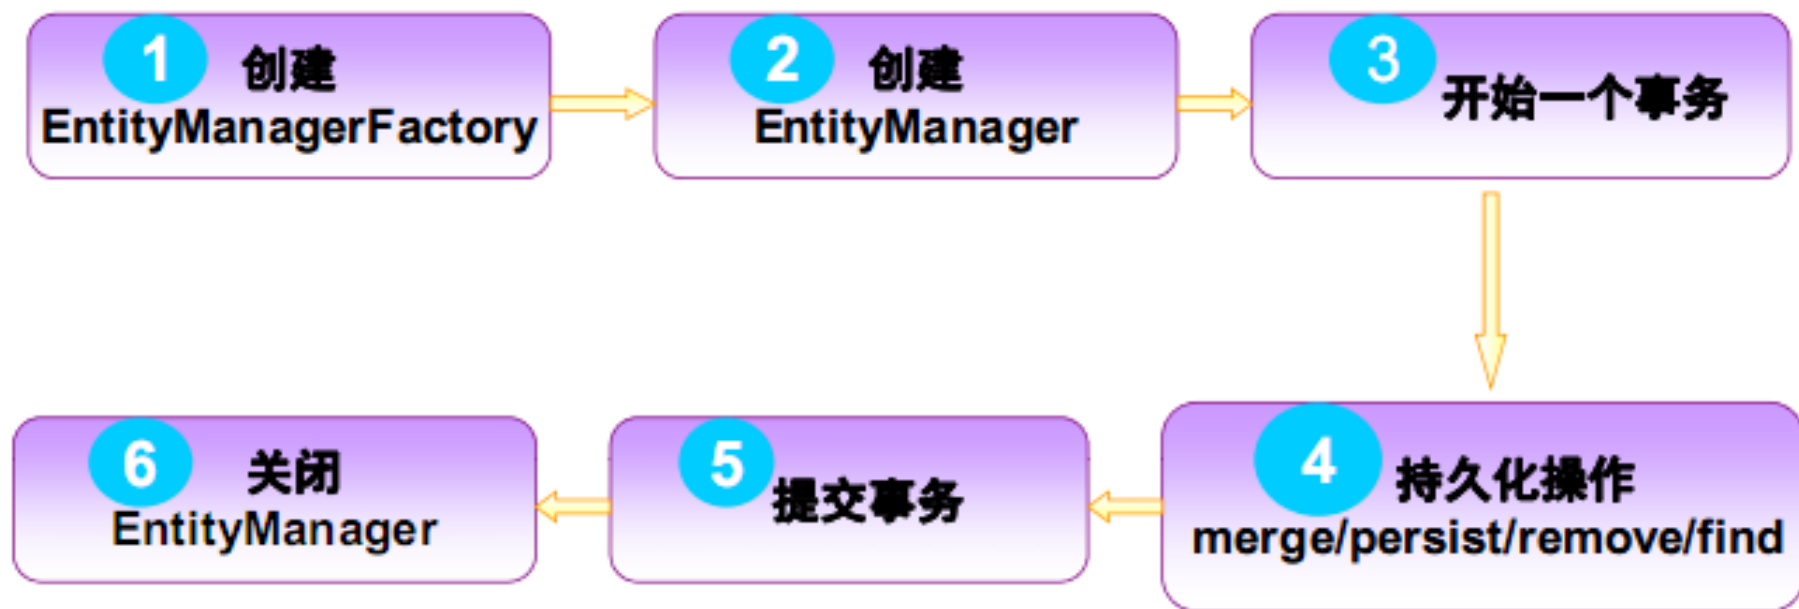 1 创建
EntityManagerFactory
2 创建
EntityManager
3 开始一个事务
4 持久化操作
merge/persist/remove/find
5 提交事务
6 关闭
EntityManager